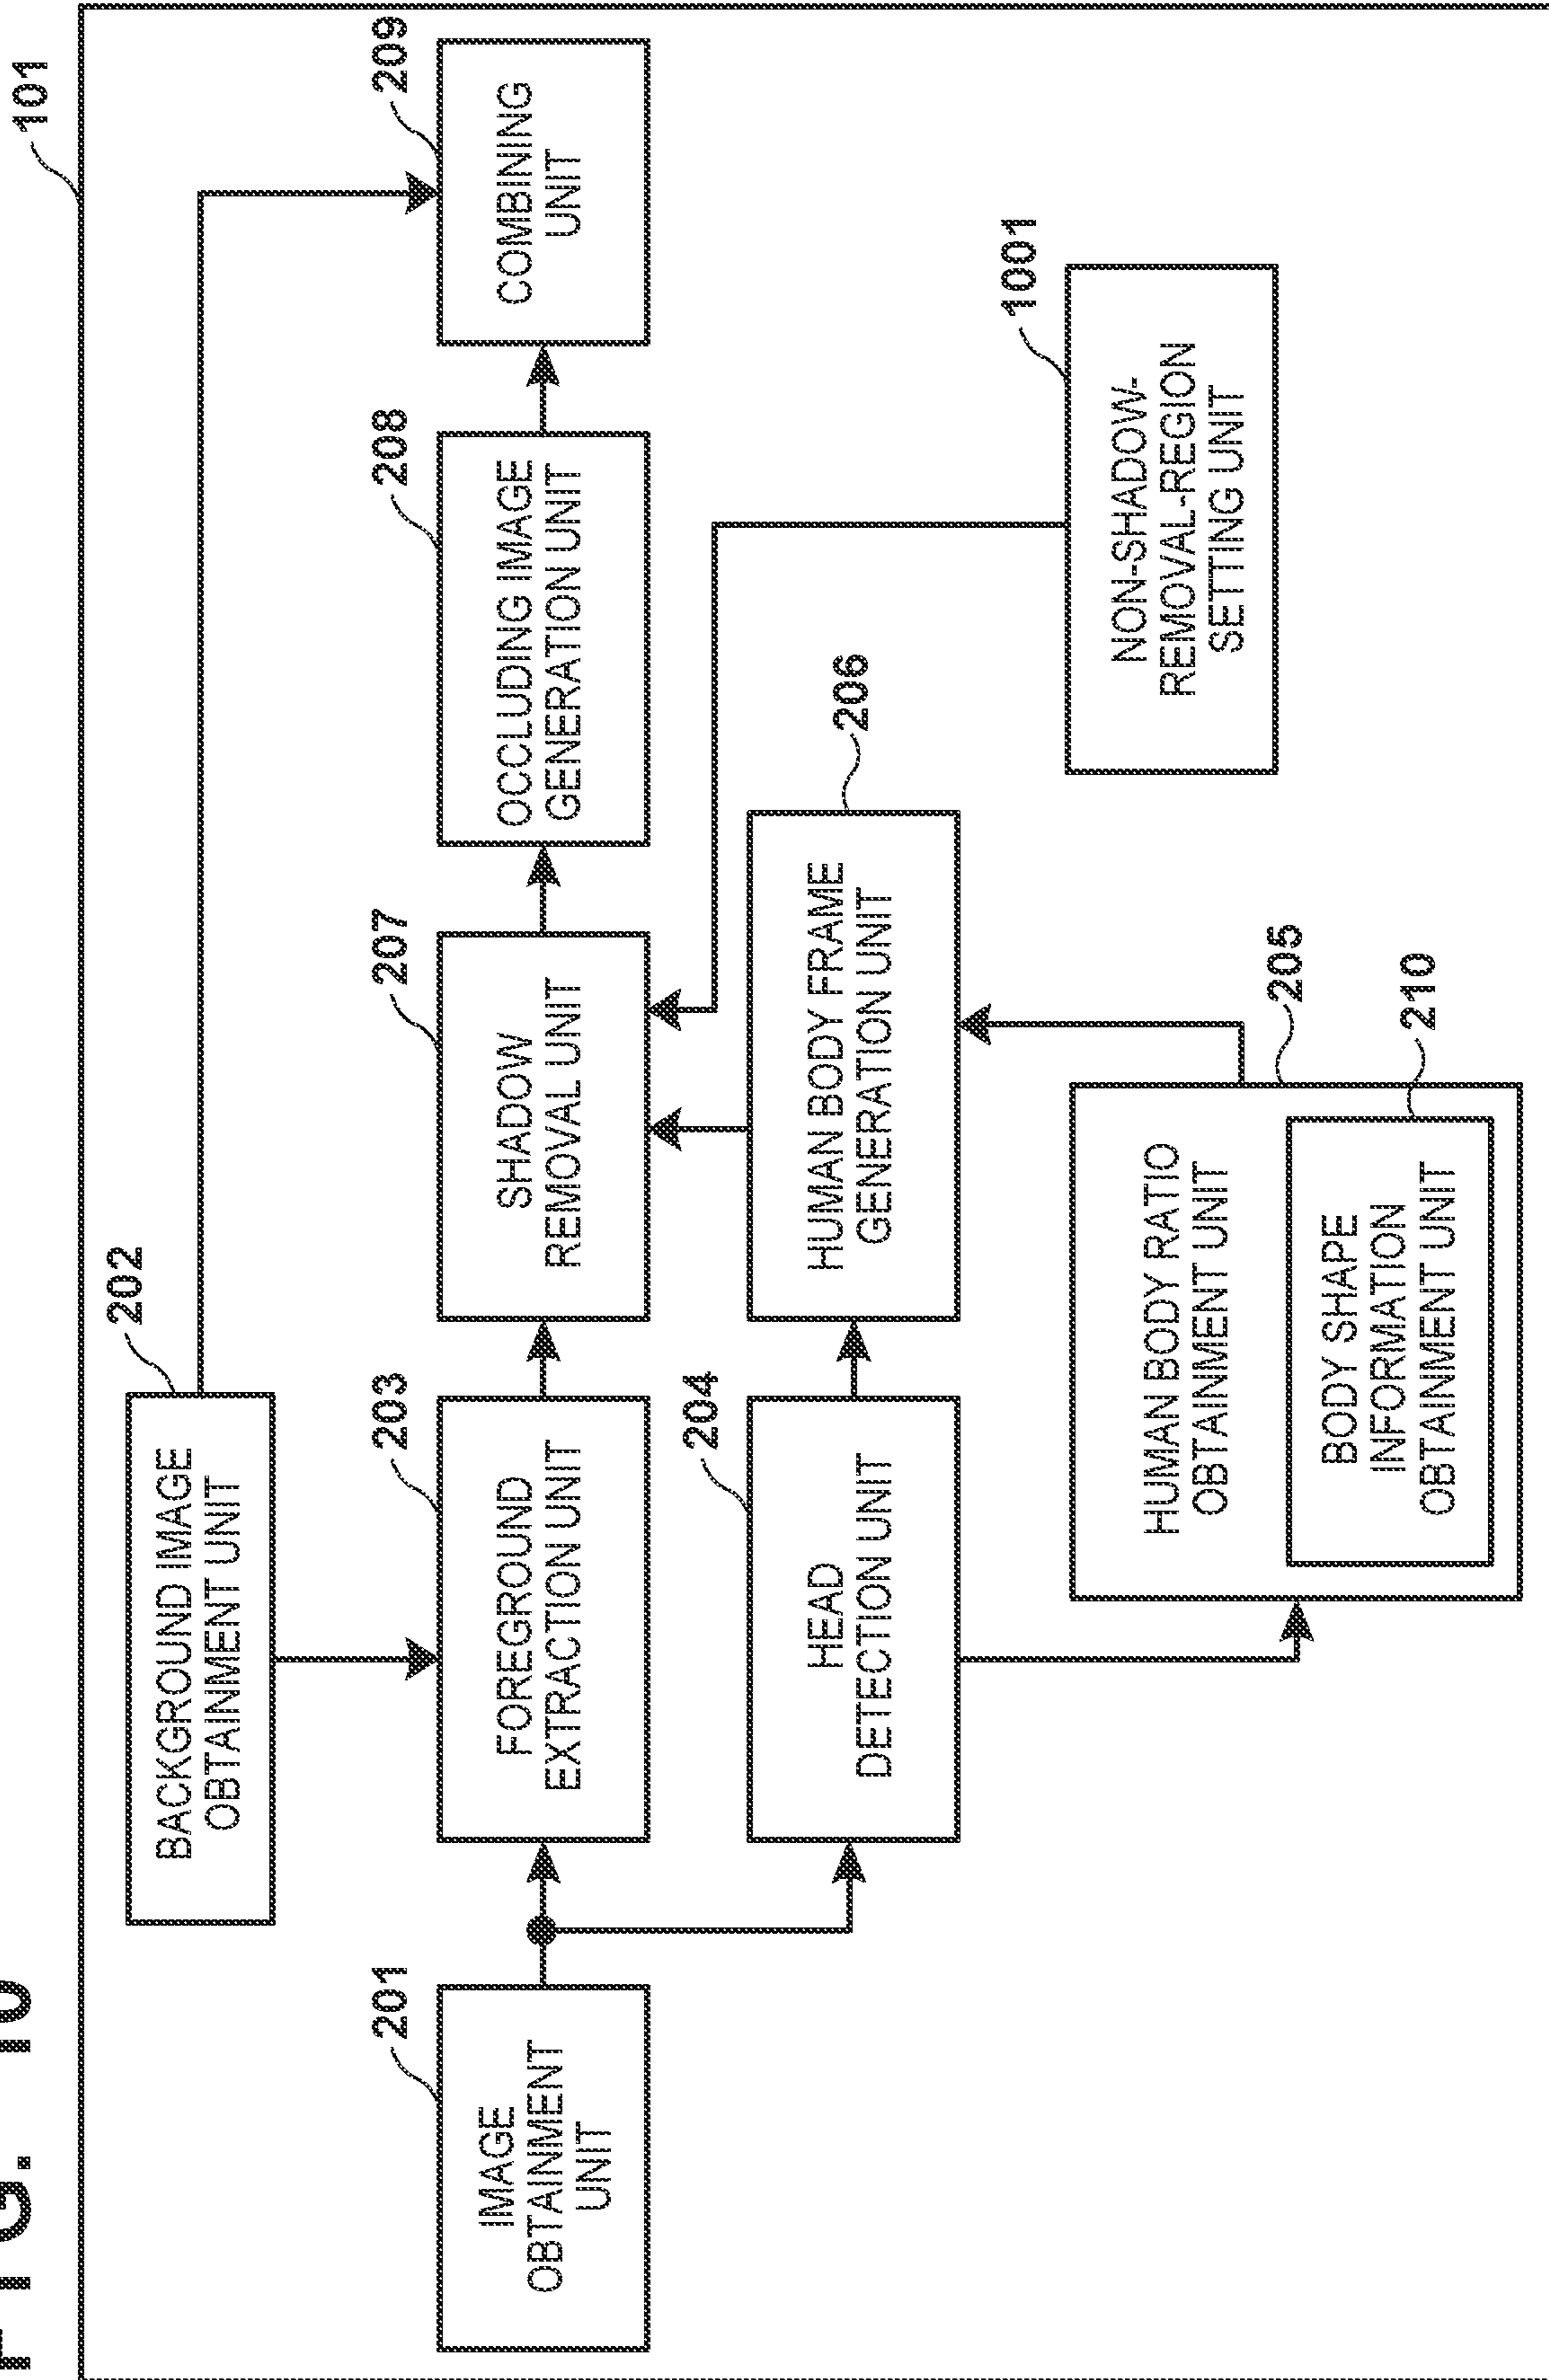 FIG. 10
101
202
BACKGROUND IMAGE
OBTAINMENT UNIT
201
IMAGE
OBTAINMENT
UNIT
203
FOREGROUND
EXTRACTION UNIT
207
SHADOW
REMOVAL UNIT
208
OCCLUDING IMAGE
GENERATION UNIT
209
COMBINING
UNIT
204
HEAD
DETECTION UNIT
206
HUMAN BODY FRAME
GENERATION UNIT
1001
NON-SHADOW-
REMOVAL-REGION
SETTING UNIT
205
HUMAN BODY RATIO
OBTAINMENT UNIT
210
BODY SHAPE
INFORMATION
OBTAINMENT UNIT